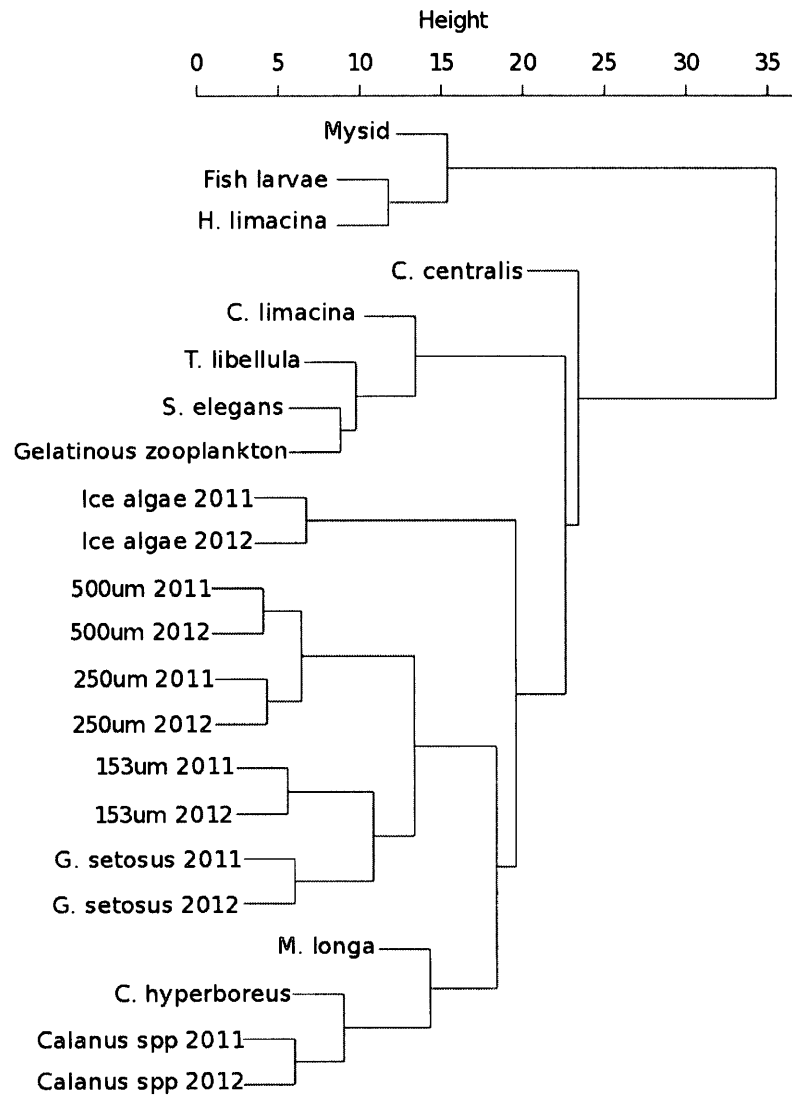 Height
0 5 10 15 20 25 30 35
Mysid
Fish larvae
H. limacina
C. centralis
C. limacina
T. libellula
S. elegans
Gelatinous zooplankton
Ice algae 2011
Ice algae 2012
500um 2011
500um 2012
250um 2011
250um 2012
153um 2011
153um 2012
G. setosus 2011
G. setosus 2012
M. longa
C. hyperboreus
Calanus spp 2011
Calanus spp 2012